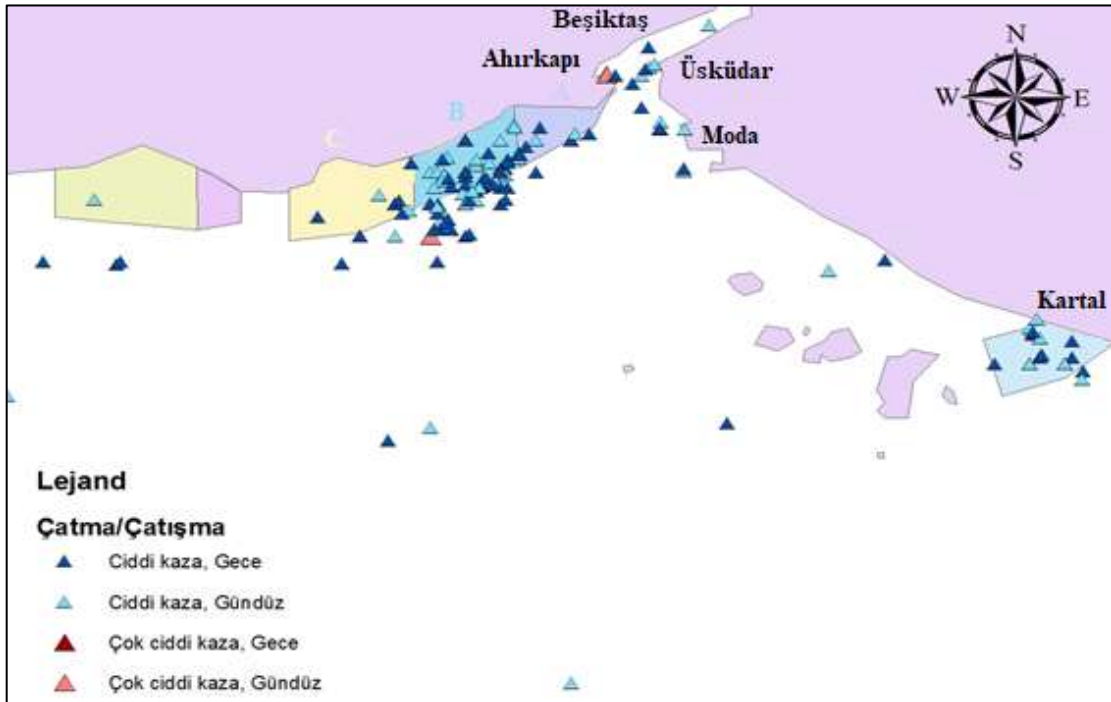 Beşiktaş
Ahırkapı
Üsküdar
N
W
E
S
A
B
Moda
C
Kartal
Lejand
Çatma/Çatışma
Ciddi kaza, Gece
Ciddi kaza, Gündüz
Çok ciddi kaza, Gece
Çok ciddi kaza, Gündüz